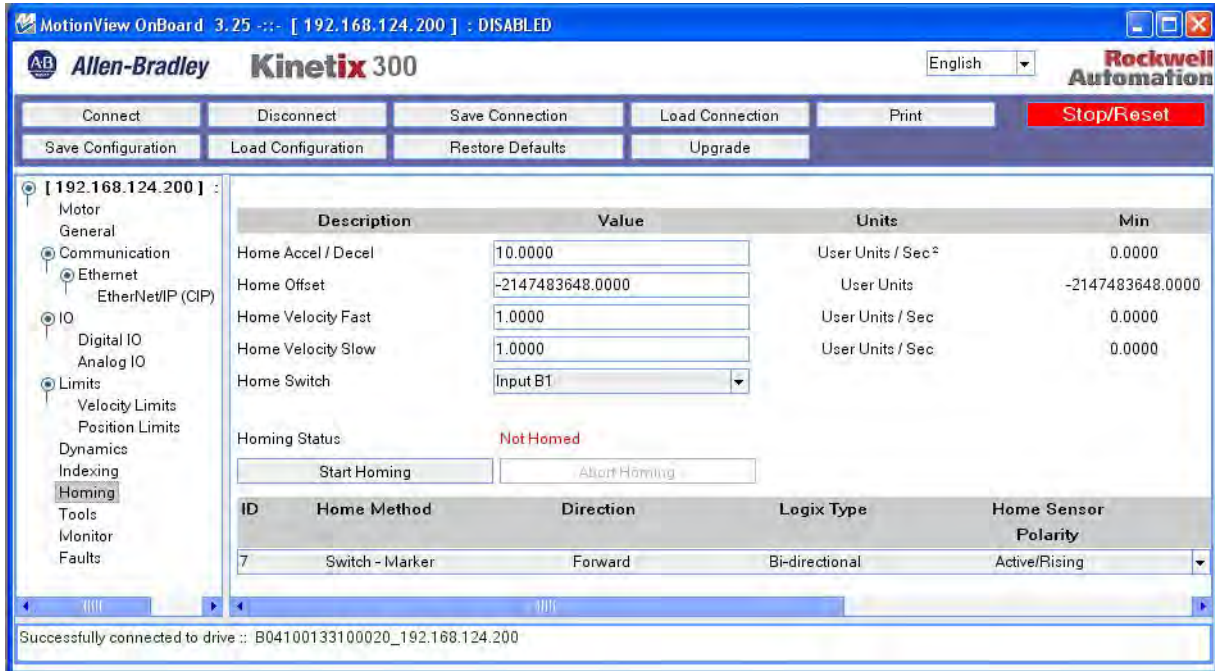 MotionView OnBoard 3.25 -::- [ 192.168.124.200 ] : DISABLED
AB Allen-Bradley Kinetix 300 English Rockwell Automation
Connect Disconnect Save Connection Load Connection Print Stop/Reset
Save Configuration Load Configuration Restore Defaults Upgrade
[ 192.168.124.200 ] :
Motor
General
Communication
Ethernet
EtherNet/IP (CIP)
IO
Digital IO
Analog IO
Limits
Velocity Limits
Position Limits
Dynamics
Indexing
Homing
Tools
Monitor
Faults
Description Value Units Min
Home Accel / Decel 10.0000 User Units / Sec² 0.0000
Home Offset -2147483648.0000 User Units -2147483648.0000
Home Velocity Fast 1.0000 User Units / Sec 0.0000
Home Velocity Slow 1.0000 User Units / Sec 0.0000
Home Switch Input B1
Homing Status Not Homed
Start Homing Abort Homing
ID Home Method Direction Logix Type Home Sensor Polarity
7 Switch - Marker Forward Bi-directional Active/Rising
Successfully connected to drive :: B04100133100020_192.168.124.200